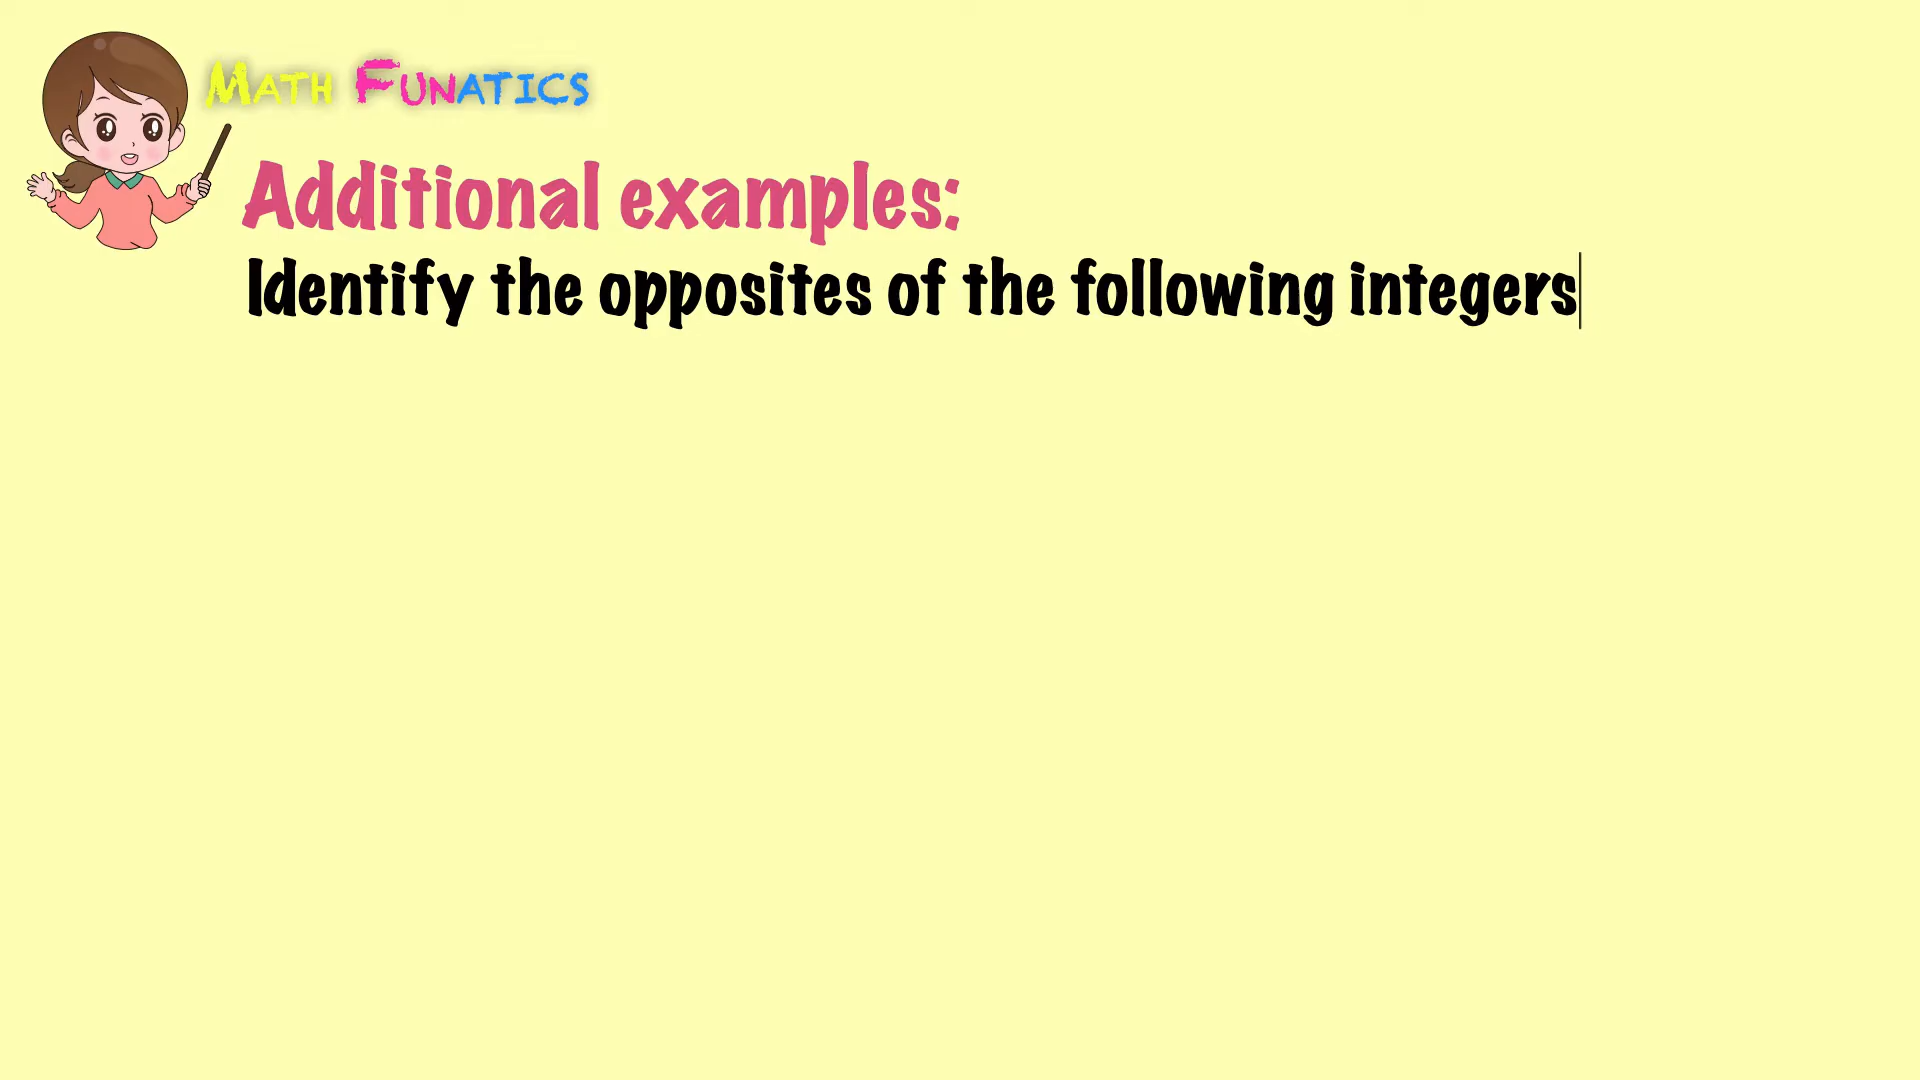 Math Funatics
Additional examples:
Identify the opposites of the following integers